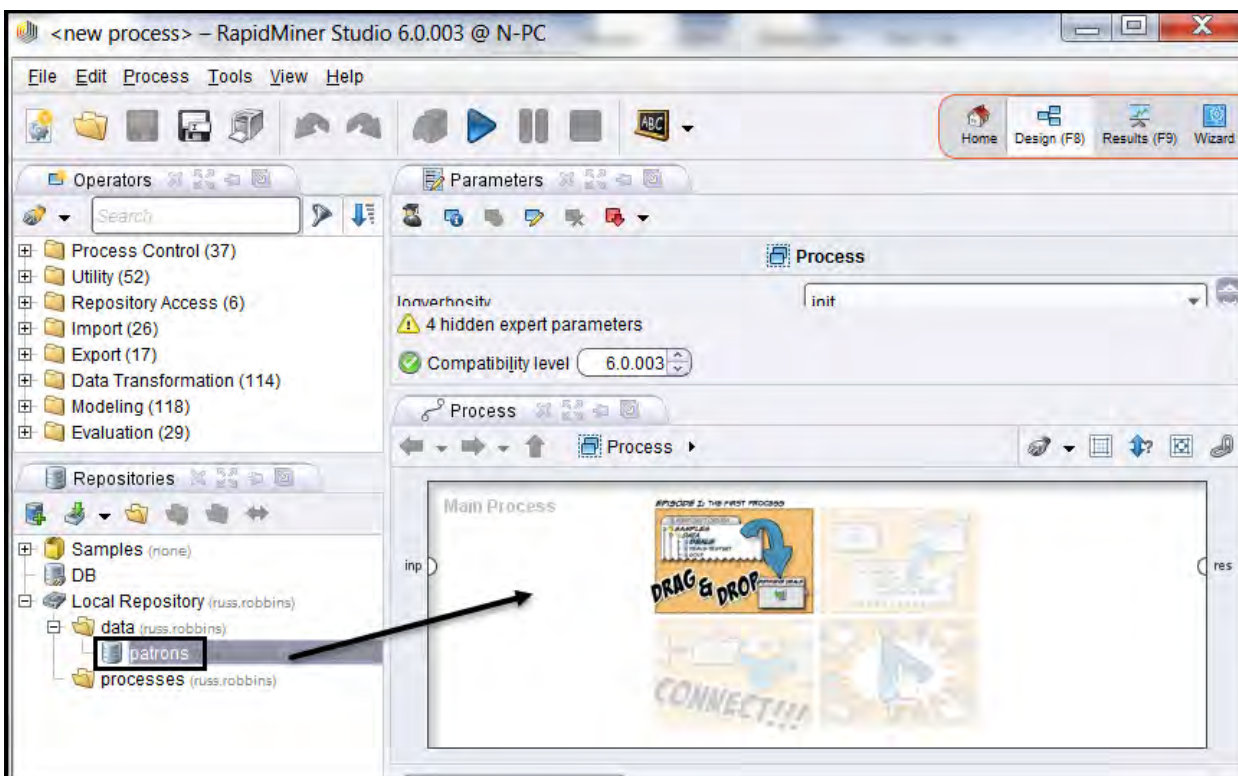 <new process> – RapidMiner Studio 6.0.003 @ N-PC
File Edit Process Tools View Help
ABC
Home Design (F8) Results (F9) Wizard
Operators
Search
Process Control (37)
Utility (52)
Repository Access (6)
Import (26)
Export (17)
Data Transformation (114)
Modeling (118)
Evaluation (29)
Parameters
Process
logverbosity init
4 hidden expert parameters
Compatibility level 6.0.003
Process
Process
Repositories
Samples (none)
DB
Local Repository (russ.robbins)
data (russ.robbins)
patrons
processes (russ.robbins)
Main Process
inp
res
EPISODE I: THE FIRST PROCESS
SAMPLES
DATA
DRAG & DROP
CONNECT!!!